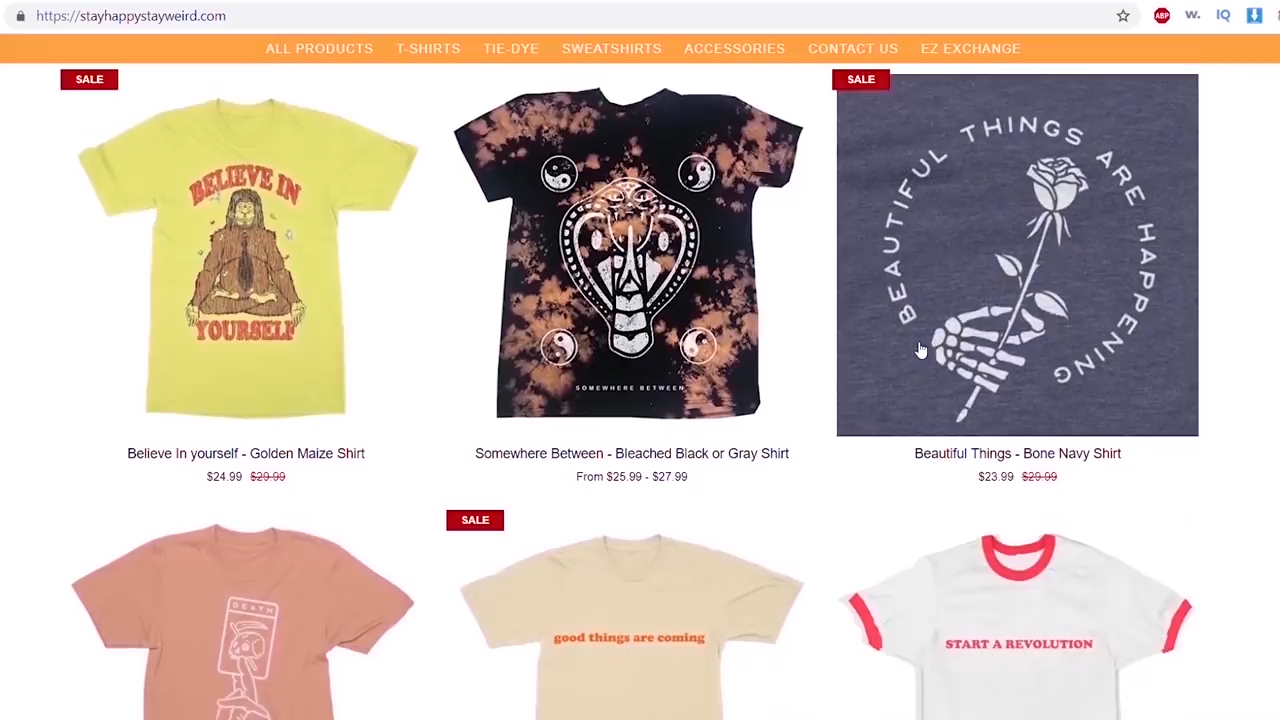 https://stayhappystayweird.com
ABP
w.
IQ
ALL PRODUCTS T-SHIRTS TIE-DYE SWEATSHIRTS ACCESSORIES CONTACT US EZ EXCHANGE
SALE
SALE
BELIEVE IN
YOURSELF
SOMEWHERE BETWEEN
BEAUTIFUL THINGS ARE HAPPENING
Believe In yourself - Golden Maize Shirt
$24.99 $29.99
Somewhere Between - Bleached Black or Gray Shirt
From $25.99 - $27.99
Beautiful Things - Bone Navy Shirt
$23.99 $29.99
SALE
DEATH
good things are coming
START A REVOLUTION